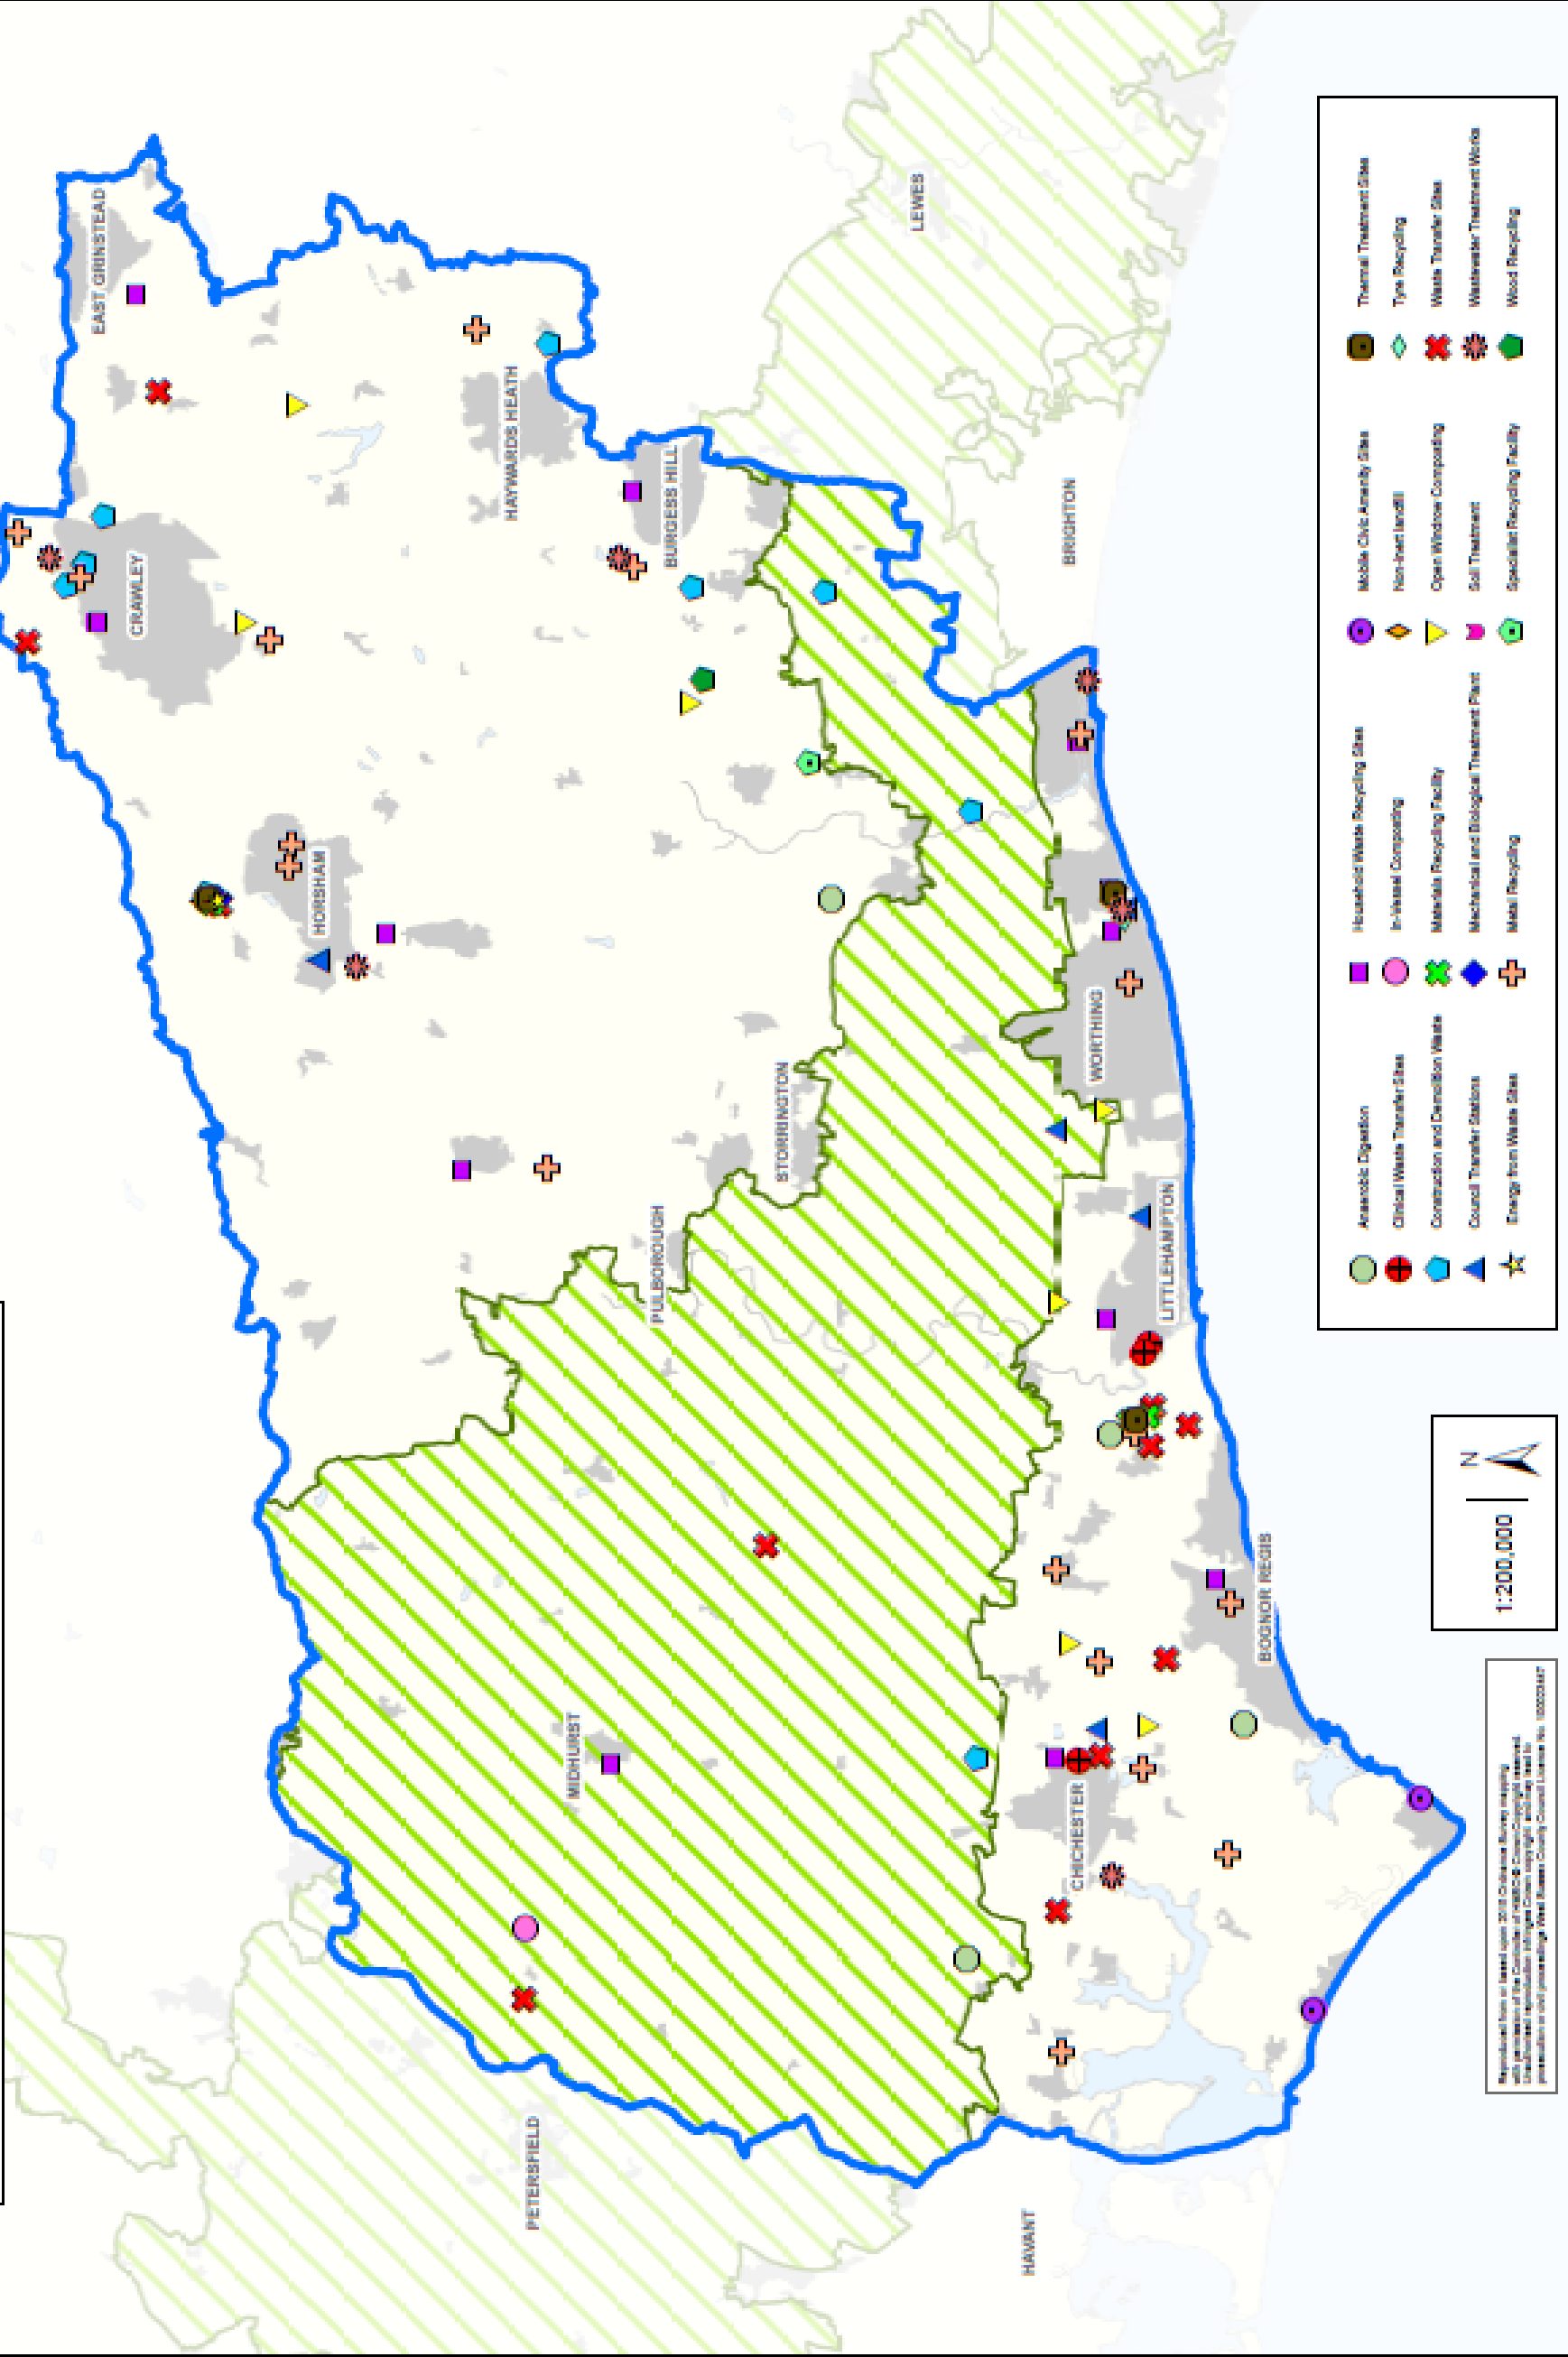 EAST GRINSTEAD
CRAWLEY
HORSHAM
HAYWARDS HEATH
BURGESS HILL
LEWES
PULBOROUGH
STORRINGTON
MIDHURST
PETERSFIELD
BRIGHTON
WORTHING
LITTLEHAMPTON
BOGNOR REGIS
CHICHESTER
HAVANT
1:200,000
N
Anaerobic Digestion
Clinical Waste Transfer Sites
Construction and Demolition Waste
Council Transfer Stations
Energy from Waste Sites
Household Waste Recycling Sites
In-Vessel Composting
Materials Recycling Facility
Mechanical and Biological Treatment Plant
Metal Recycling
Mobile Civic Amenity Sites
Non-inert landfill
Open Windrow Composting
Soil Treatment
Specialist Recycling Facility
Thermal Treatment Sites
Tyre Recycling
Waste Transfer Sites
Wastewater Treatment Works
Wood Recycling